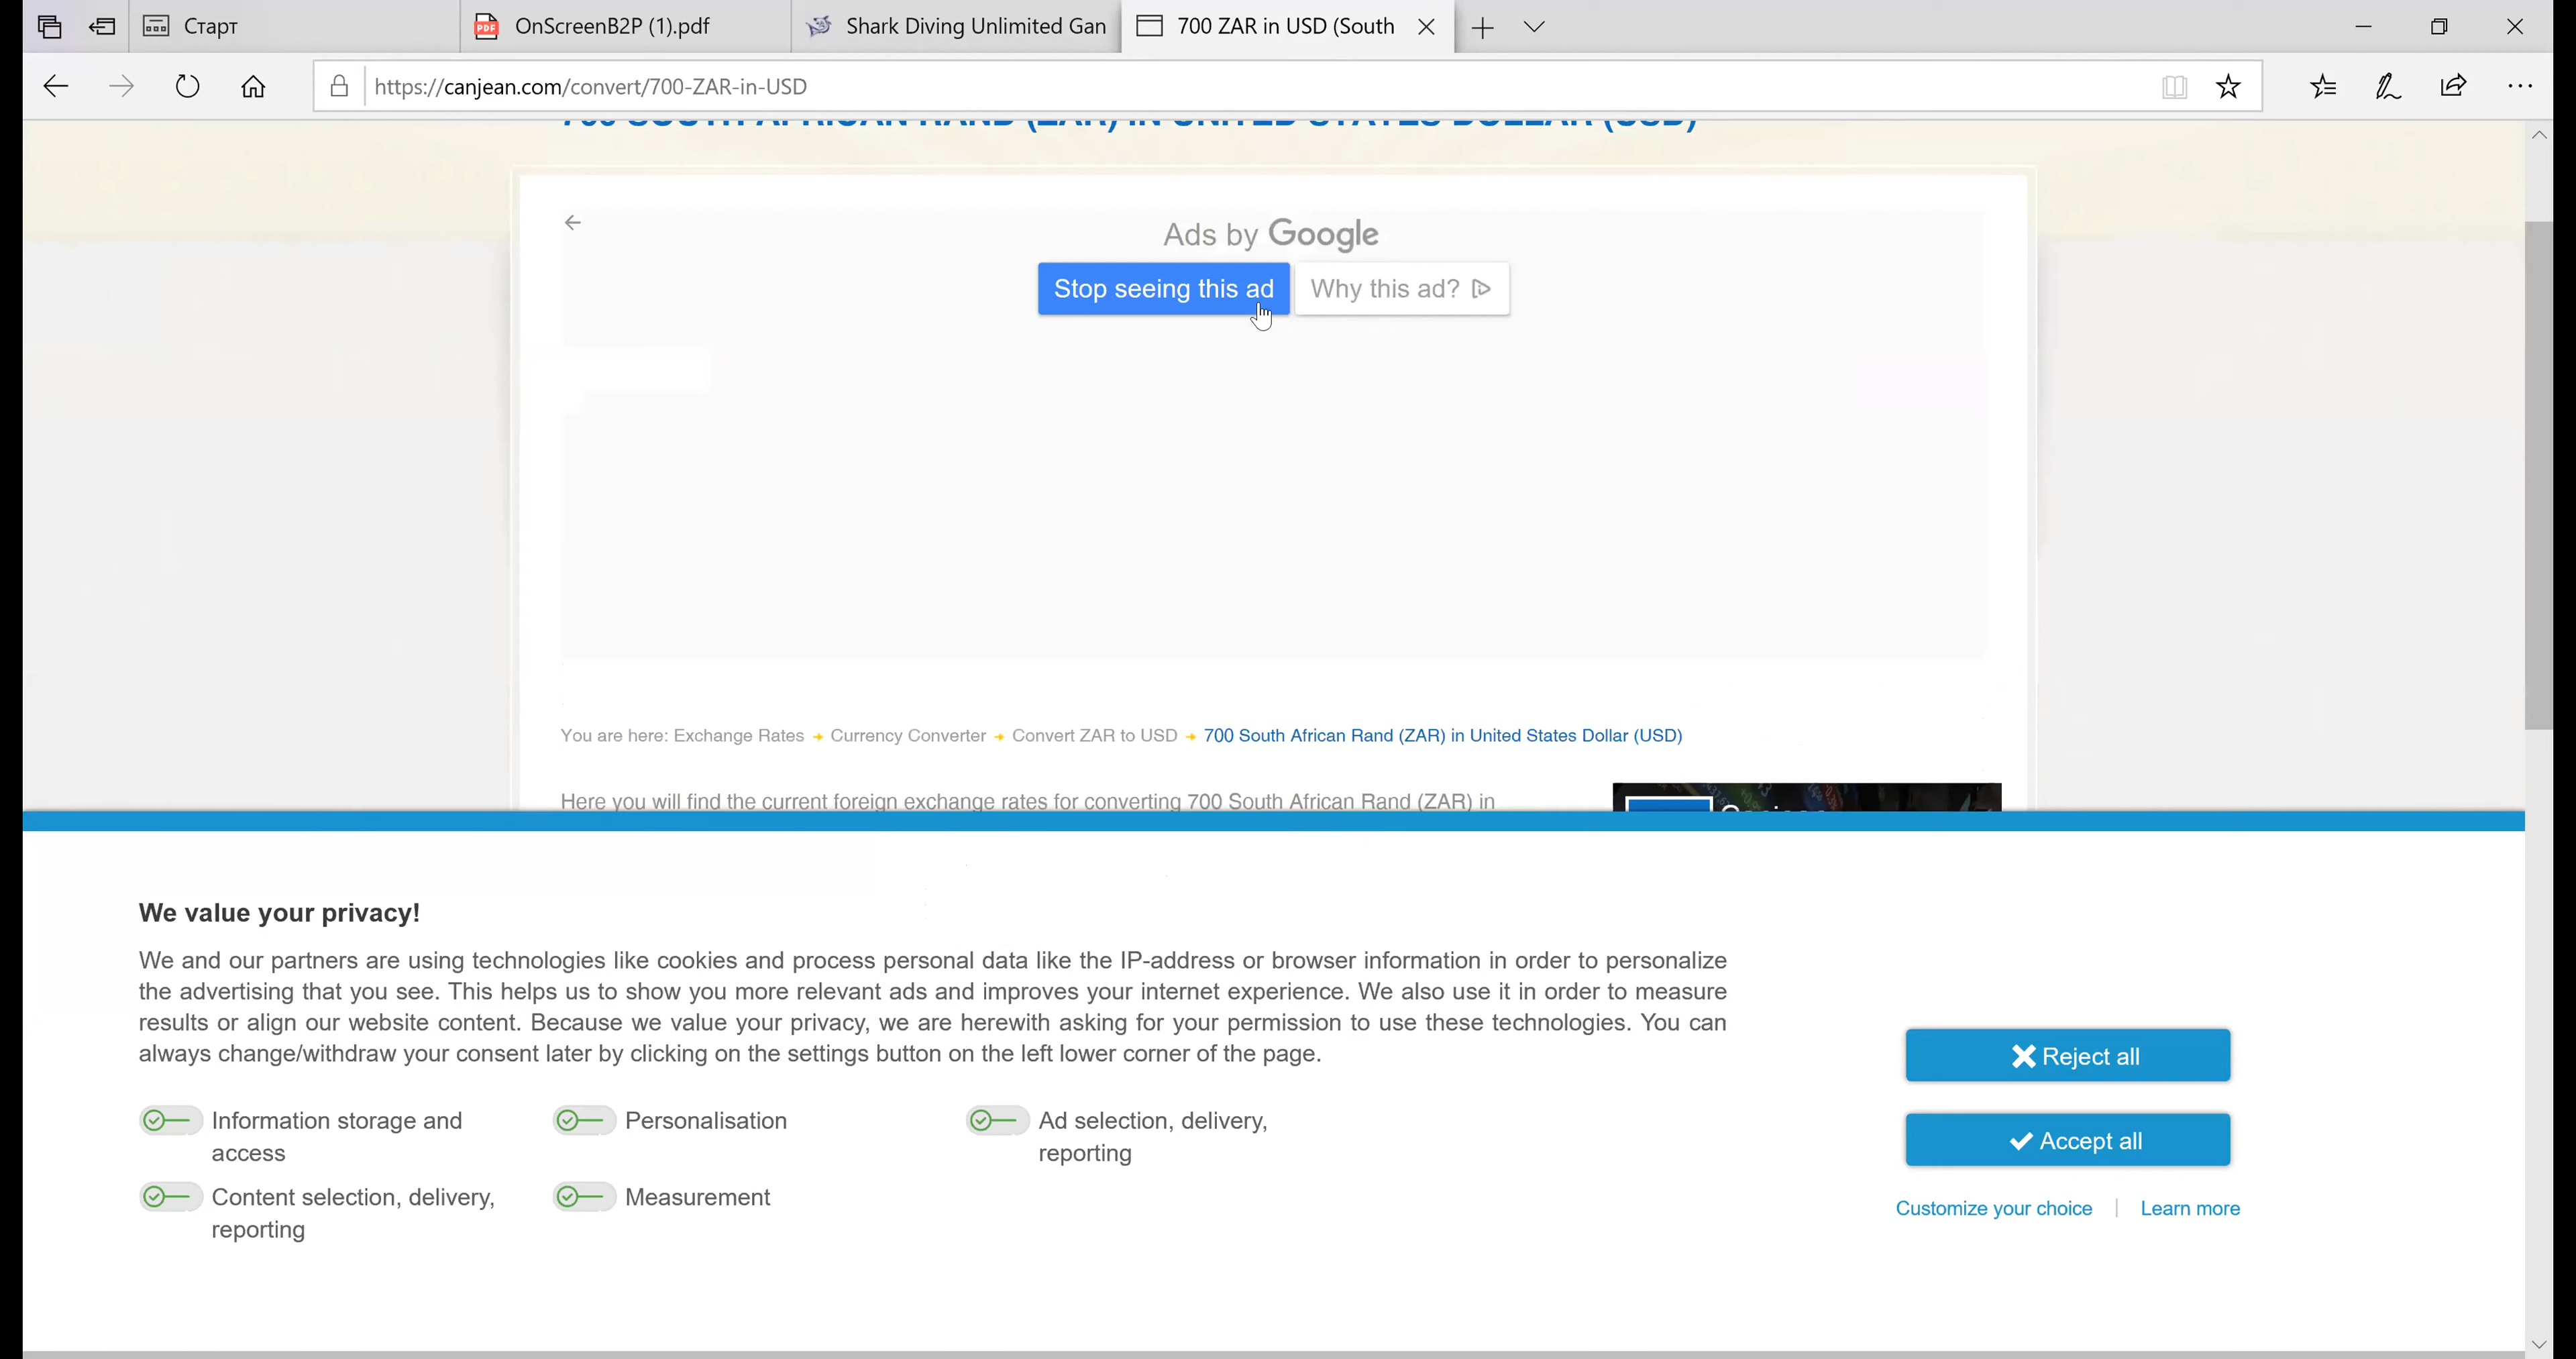 Старт
OnScreenB2P (1).pdf
Shark Diving Unlimited Gan
700 ZAR in USD (South
https://canjean.com/convert/700-ZAR-in-USD
700 SOUTH AFRICAN RAND (ZAR) IN UNITED STATES DOLLAR (USD)
Ads by Google
Stop seeing this ad
Why this ad?
You are here: Exchange Rates → Currency Converter → Convert ZAR to USD → 700 South African Rand (ZAR) in United States Dollar (USD)
Here you will find the current foreign exchange rates for converting 700 South African Rand (ZAR) in
We value your privacy!
We and our partners are using technologies like cookies and process personal data like the IP-address or browser information in order to personalize
the advertising that you see. This helps us to show you more relevant ads and improves your internet experience. We also use it in order to measure
results or align our website content. Because we value your privacy, we are herewith asking for your permission to use these technologies. You can
always change/withdraw your consent later by clicking on the settings button on the left lower corner of the page.
Reject all
Accept all
Information storage and
access
Personalisation
Ad selection, delivery,
reporting
Content selection, delivery,
reporting
Measurement
Customize your choice | Learn more